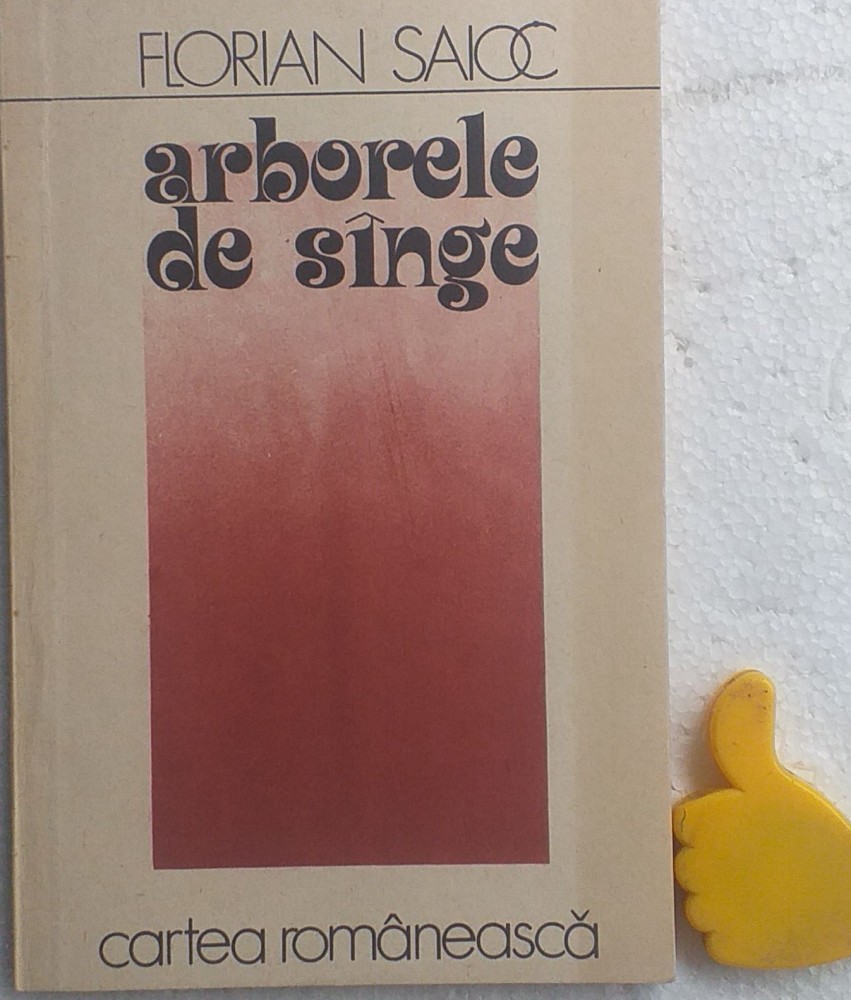 FLORIAN SAIOC
arborele
de sînge
cartea românească